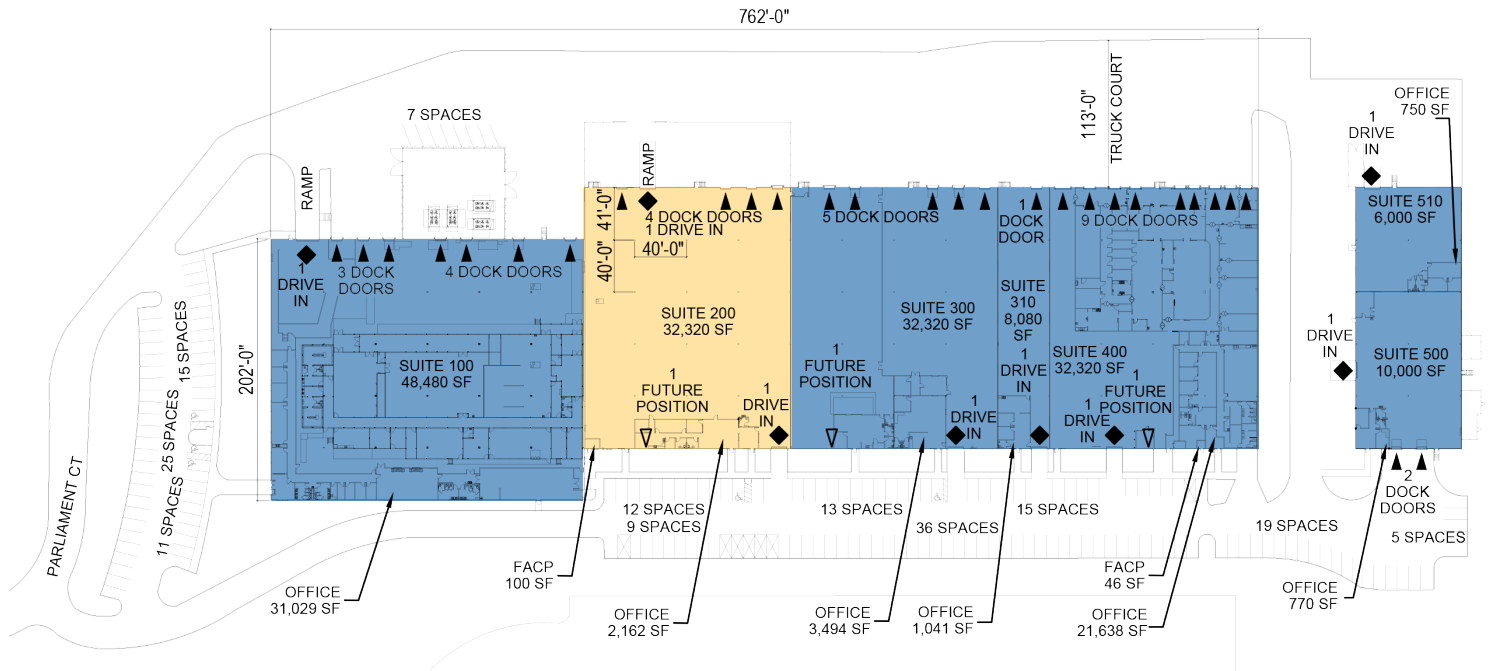 762'-0"
7 SPACES
113'-0"
TRUCK COURT
OFFICE
750 SF
1
DRIVE
IN
RAMP
RAMP
41'-0"
40'-0"
40'-0"
4 DOCK DOORS
1 DRIVE IN
5 DOCK DOORS
1
DOCK
DOOR
9 DOCK DOORS
SUITE 510
6,000 SF
1
DRIVE
IN
3 DOCK
DOORS
4 DOCK DOORS
SUITE 200
32,320 SF
SUITE 300
32,320 SF
SUITE
310
8,080
SF
1
DRIVE
IN
SUITE 100
48,480 SF
202'-0"
1
FUTURE
POSITION
1
DRIVE
IN
1
FUTURE
POSITION
1
DRIVE
IN
1
DRIVE
IN
SUITE 400
32,320 SF
1
DRIVE
IN
1
FUTURE
POSITION
SUITE 500
10,000 SF
15 SPACES
25 SPACES
11 SPACES
PARLIAMENT CT
12 SPACES
9 SPACES
13 SPACES
36 SPACES
15 SPACES
19 SPACES
2
DOCK
DOORS
5 SPACES
OFFICE
31,029 SF
FACP
100 SF
OFFICE
2,162 SF
OFFICE
3,494 SF
OFFICE
1,041 SF
FACP
46 SF
OFFICE
21,638 SF
OFFICE
770 SF